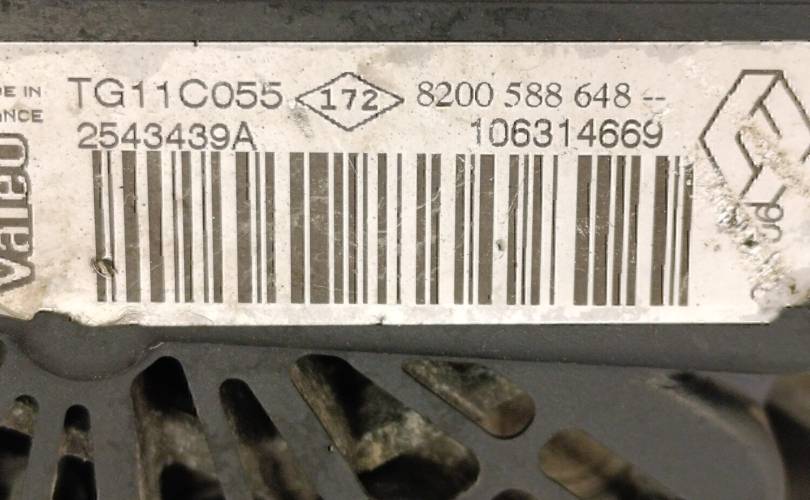 DE IN
ANCE
valeo
TG11C055 172 8200 588 648 --
2543439A 106314669